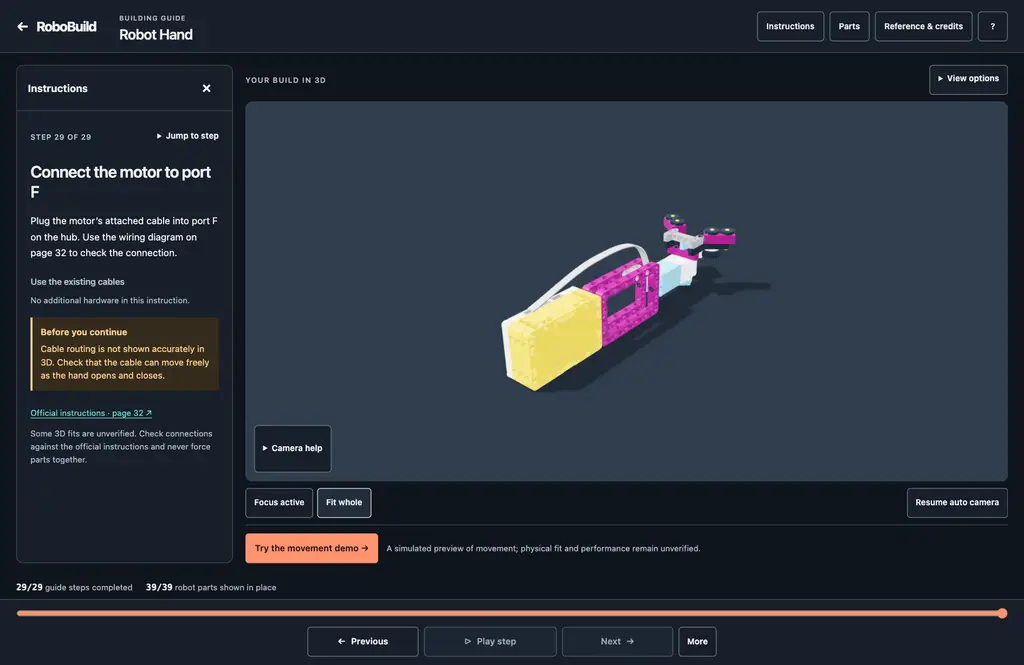 ← RoboBuild
BUILDING GUIDE
Robot Hand
Instructions
Parts
Reference & credits
?
Instructions
×
STEP 29 OF 29
Jump to step
Connect the motor to port
F
Plug the motor’s attached cable into port F
on the hub. Use the wiring diagram on
page 32 to check the connection.
Use the existing cables
No additional hardware in this instruction.
Before you continue
Cable routing is not shown accurately in
3D. Check that the cable can move freely
as the hand opens and closes.
Official instructions · page 32 ↗
Some 3D fits are unverified. Check connections
against the official instructions and never force
parts together.
YOUR BUILD IN 3D
View options
Camera help
Focus active
Fit whole
Resume auto camera
Try the movement demo →
A simulated preview of movement; physical fit and performance remain unverified.
29/29 guide steps completed
39/39 robot parts shown in place
← Previous
Play step
Next →
More